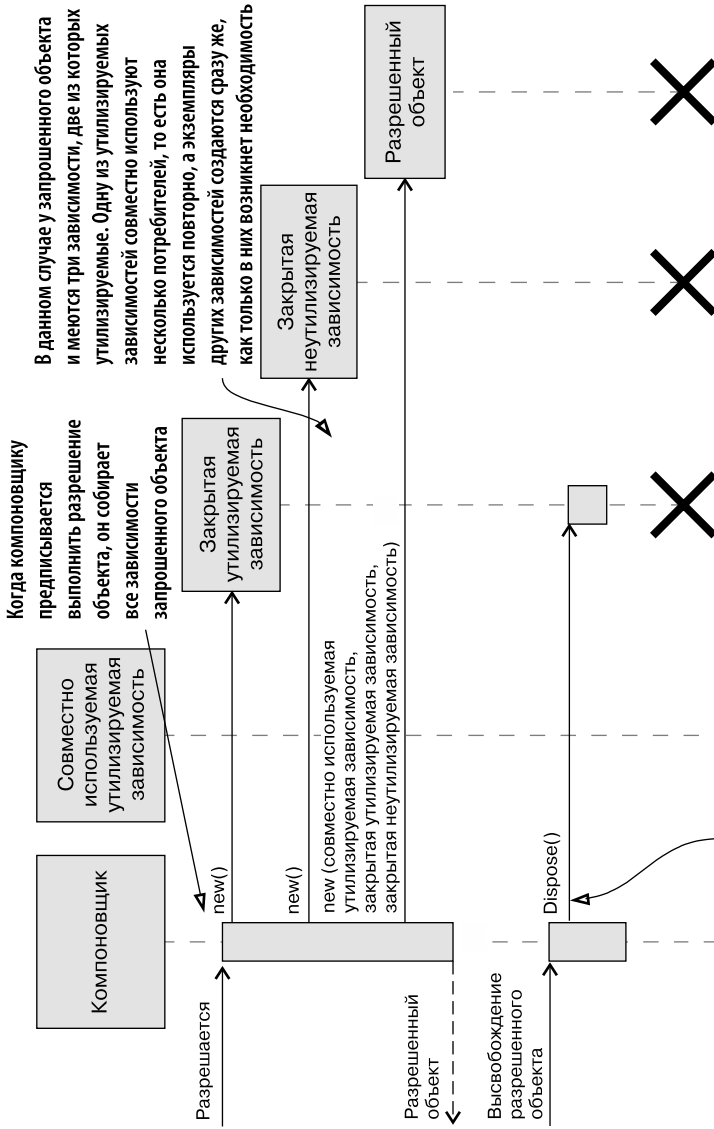 Когда компоновщику
предписывается
выполнить разрешение
объекта, он собирает
все зависимости
запрошенного объекта
В данном случае у запрошенного объекта
и меются три зависимости, две из которых
утилизируемые. Одну из утилизируемых
зависимостей совместно используют
несколько потребителей, то есть она
используется повторно, а экземпляры
других зависимостей создаются сразу же,
как только в них возникнет необходимость
Компоновщик
Совместно
используемая
утилизируемая
зависимость
Закрытая
утилизируемая
зависимость
Закрытая
неутилизируемая
зависимость
Разрешенный
объект
Разрешается
new()
new()
new (совместно используемая
утилизируемая зависимость,
закрытая утилизируемая зависимость,
закрытая неутилизируемая зависимость)
Разрешенный
объект
Высвобождение
разрешенного
объекта
Dispose()